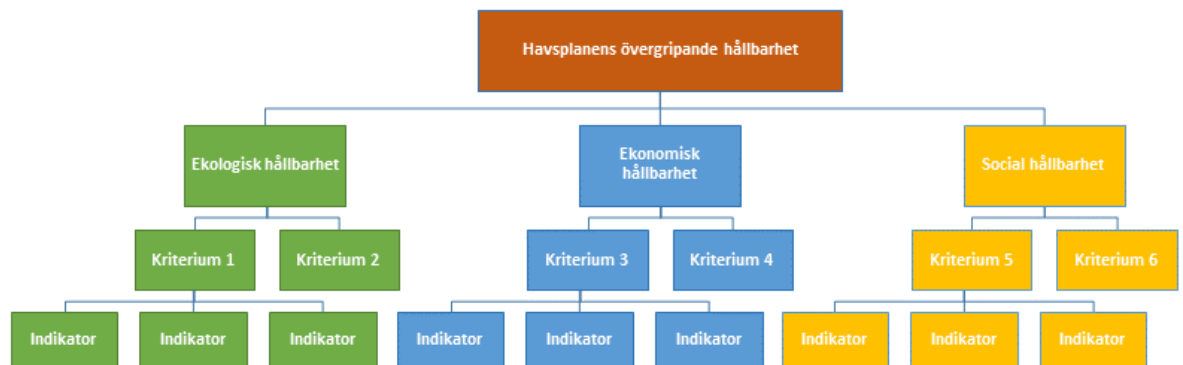 Havsplanens övergripande hållbarhet
Ekologisk hållbarhet
Ekonomisk
hållbarhet
Social hållbarhet
Kriterium 1
Kriterium 2
Kriterium 3
Kriterium 4
Kriterium 5
Kriterium 6
Indikator
Indikator
Indikator
Indikator
Indikator
Indikator
Indikator
Indikator
Indikator